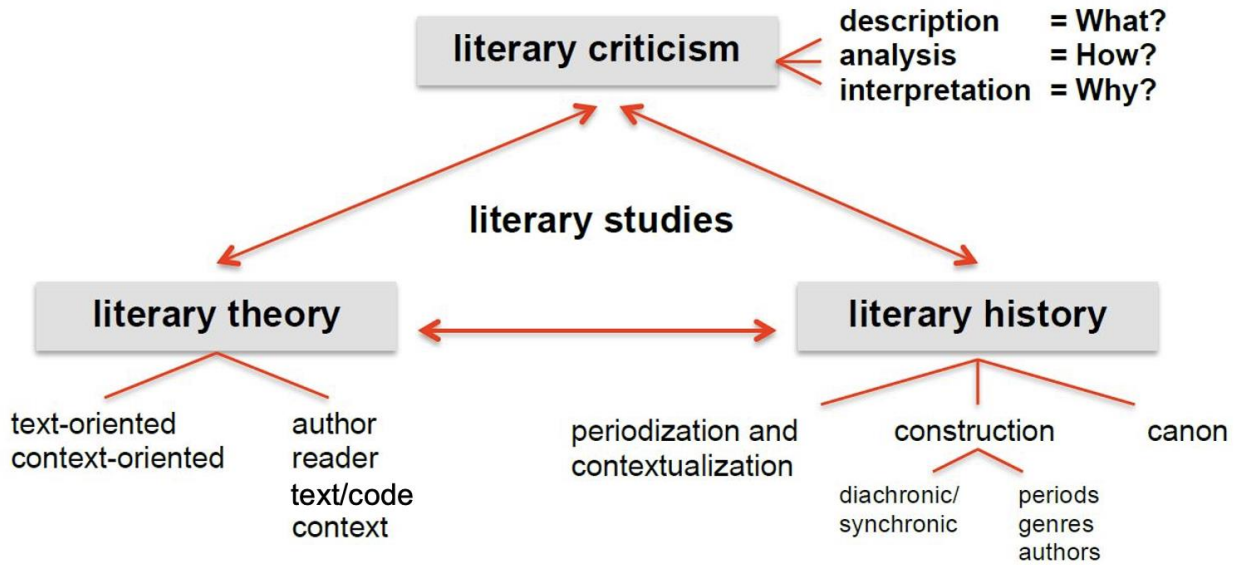 literary criticism
description = What?
analysis = How?
interpretation = Why?
literary studies
literary theory
literary history
text-oriented
context-oriented
author
reader
text/code
context
periodization and
contextualization
construction
canon
diachronic/
synchronic
periods
genres
authors